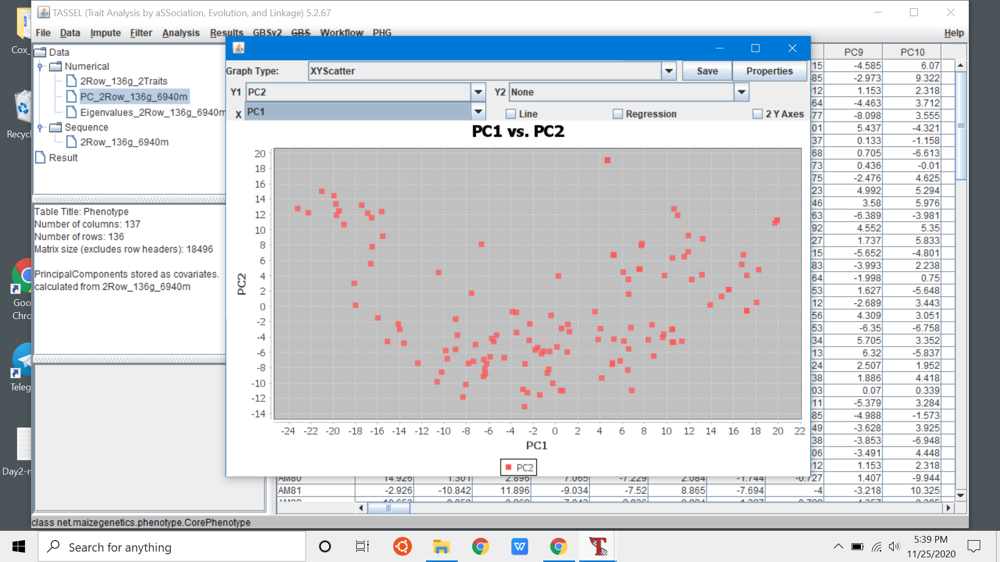 TASSEL (Trait Analysis by aSSociation, Evolution, and Linkage) 5.2.67
File Data Impute Filter Analysis Results GBSv2 GBS Workflow PHG Help
Cox_
Recycl
Goo
Chro
Teleg
Day2-n
Data
Numerical
2Row_136g_2Traits
PC_2Row_136g_6940m
Eigenvalues_2Row_136g_6940m
Sequence
2Row_136g_6940m
Result
Table Title: Phenotype
Number of columns: 137
Number of rows: 136
Matrix size (excludes row headers): 18496
PrincipalComponents stored as covariates.
calculated from 2Row_136g_6940m
Graph Type: XYScatter Save Properties
Y1 PC2 Y2 None
X PC1 Line Regression 2 Y Axes
PC1 vs. PC2
20
18
16
14
12
10
8
6
4
2
0
-2
-4
-6
-8
-10
-12
-14
PC2
-24 -22 -20 -18 -16 -14 -12 -10 -8 -6 -4 -2 0 2 4 6 8 10 12 14 16 18 20 22
PC1
PC2
PC9 PC10
15 -4.585 6.07
85 -2.973 9.322
12 1.153 2.318
64 -4.463 3.712
77 -8.098 3.555
01 5.437 -4.321
37 0.133 -1.158
68 0.705 -6.613
73 0.436 -0.01
75 -2.476 4.625
23 4.992 5.294
46 3.58 5.976
63 -6.389 -3.981
92 4.552 5.35
27 1.737 5.833
15 -5.652 -4.801
83 -3.993 2.238
64 -1.998 0.75
53 1.627 -5.648
12 -2.689 3.443
56 4.309 3.051
53 -6.35 -6.758
34 5.705 3.352
13 6.32 -5.837
24 2.507 1.952
38 1.886 4.418
03 0.07 0.339
11 -5.379 3.284
85 -4.988 -1.573
49 -3.628 3.925
38 -3.853 -6.948
06 -3.491 4.448
12 1.153 2.318
AM80 14.926 1.301 2.896 7.065 -7.229 2.084 -1.744 -0.727 1.407 -9.944
AM81 -2.926 -10.842 11.896 -9.034 -7.52 8.865 -7.694 -4 -3.218 10.325
class net.maizegenetics.phenotype.CorePhenotype
Search for anything
5:39 PM
11/25/2020